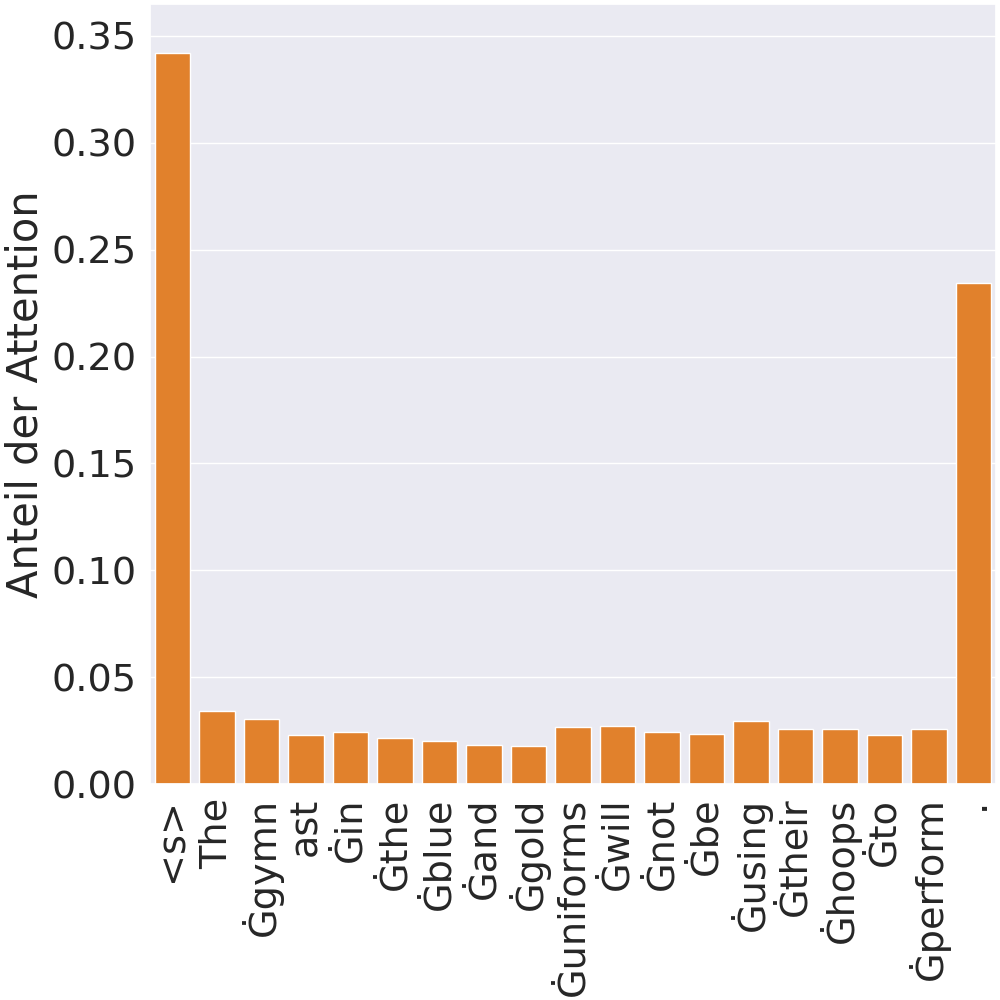 Anteil der Attention
0.35
0.30
0.25
0.20
0.15
0.10
0.05
0.00
<s>
The
Ġgymn
ast
Ġin
Ġthe
Ġblue
Ġand
Ġgold
Ġuniforms
Ġwill
Ġnot
Ġbe
Ġusing
Ġtheir
Ġhoops
Ġto
Ġperform
.